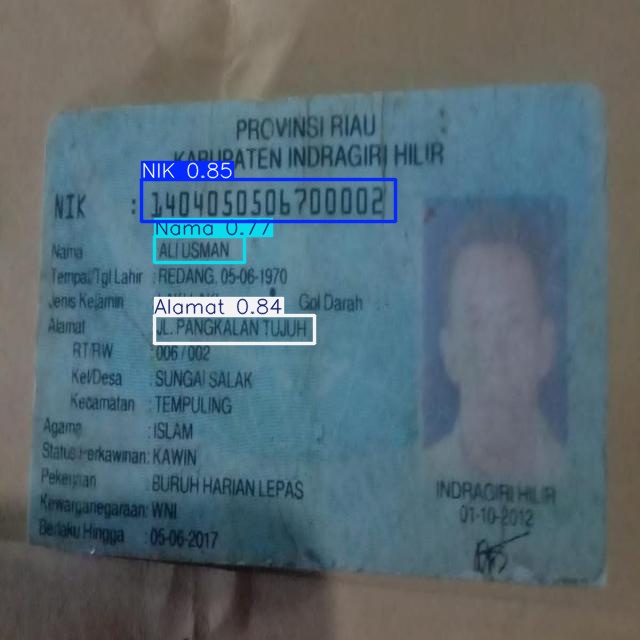 PROVINSI RIAU
KABUPATEN INDRAGIRI HILIR
NIK 0.85
NIK : 1404050506700002
Nama 0.77
Nama : ALI USMAN
Tempat/Tgl Lahir : REDANG, 05-06-1970
Jenis Kelamin Gol Darah
Alamat 0.84
Alamat JL. PANGKALAN TUJUH
RT/RW : 006 / 002
Kel/Desa : SUNGAI SALAK
Kecamatan : TEMPULING
Agama : ISLAM
Status Perkawinan: KAWIN
Pekerjaan : BURUH HARIAN LEPAS
Kewarganegaraan: WNI
Berlaku Hingga : 05-06-2017
INDRAGIRI HILIR
01-10-2012